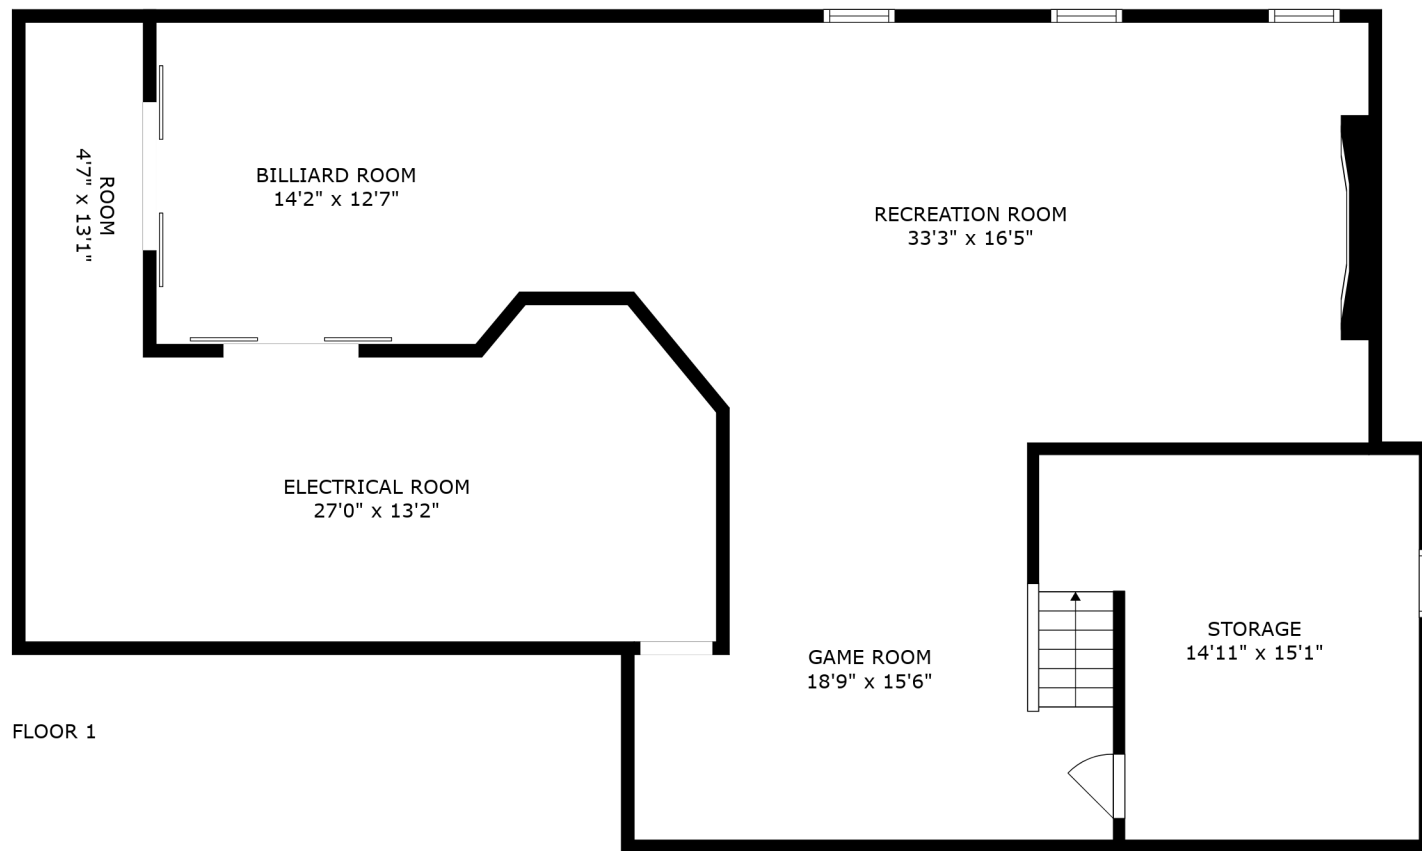 ROOM
4'7" x 13'1"
BILLIARD ROOM
14'2" x 12'7"
RECREATION ROOM
33'3" x 16'5"
ELECTRICAL ROOM
27'0" x 13'2"
GAME ROOM
18'9" x 15'6"
STORAGE
14'11" x 15'1"
FLOOR 1